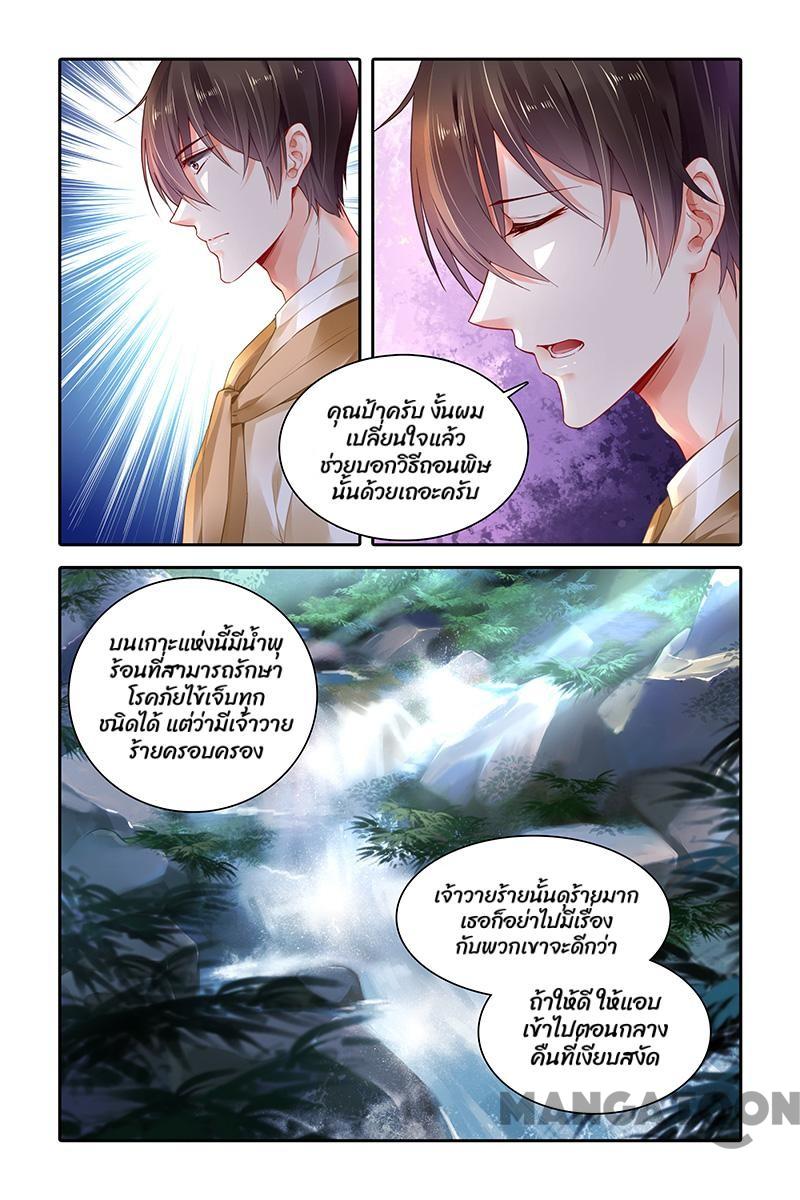 คุณป้าครับ งั้นผม
เปลี่ยนใจแล้ว
ช่วยบอกวิธีถอนพิษ
นั้นด้วยเถอะครับ
บนเกาะแห่งนี้มีน้ำพุ
ร้อนที่สามารถรักษา
โรคภัยไข้เจ็บทุก
ชนิดได้ แต่ว่ามีเจ้าวาย
ร้ายครอบครอง
เจ้าวายร้ายนั้นดุร้ายมาก
เธอก็อย่าไปมีเรื่อง
กับพวกเขาจะดีกว่า
ถ้าให้ดี ให้แอบ
เข้าไปตอนกลาง
คืนที่เงียบสงัด
MANGATOON